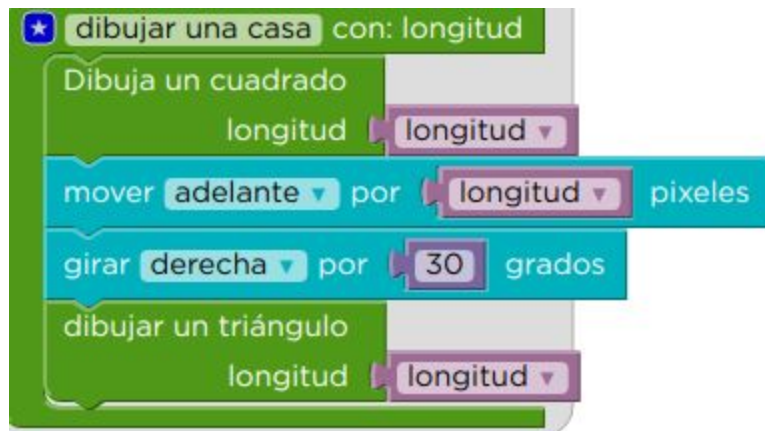 dibujar una casa con: longitud
Dibuja un cuadrado
longitud longitud
mover adelante por longitud pixeles
girar derecha por 30 grados
dibujar un triángulo
longitud longitud